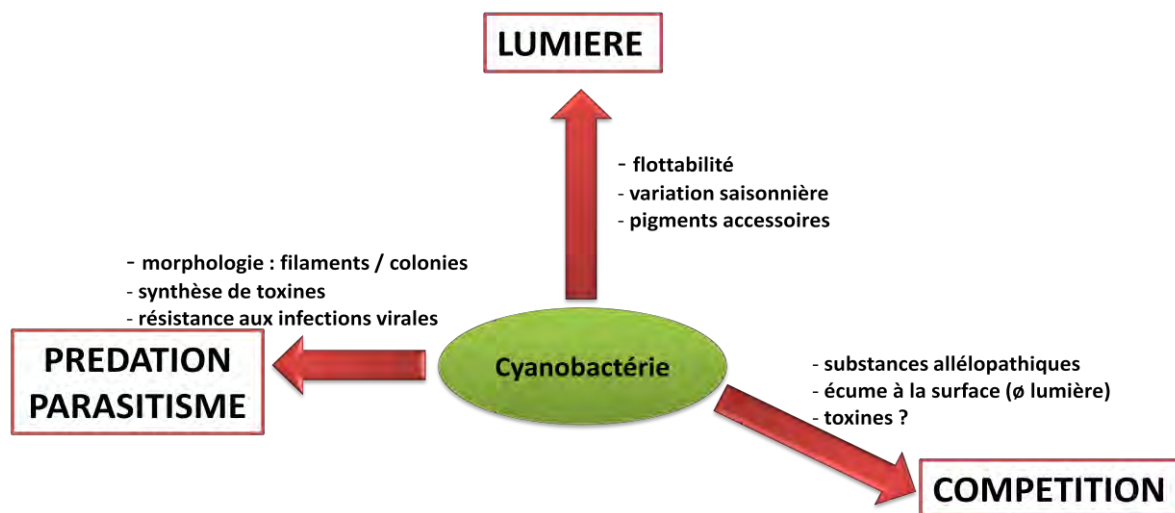 LUMIERE
- flottabilité
- variation saisonnière
- pigments accessoires
- morphologie : filaments / colonies
- synthèse de toxines
- résistance aux infections virales
PREDATION
PARASITISME
Cyanobactérie
- substances allélopathiques
- écume à la surface (ø lumière)
- toxines ?
COMPETITION